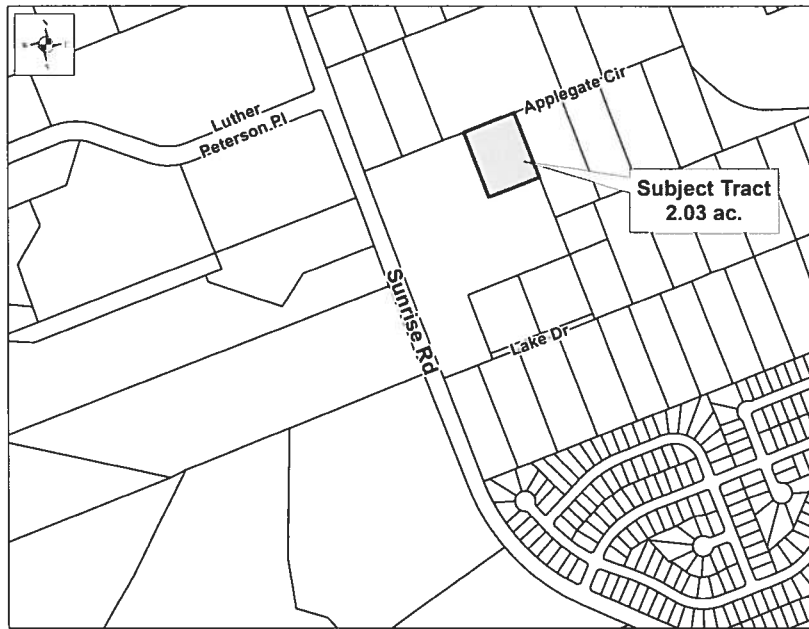 Luther
Peterson Pl
Applegate Cir
Subject Tract
2.03 ac.
Sunrise Rd
Lake Dr